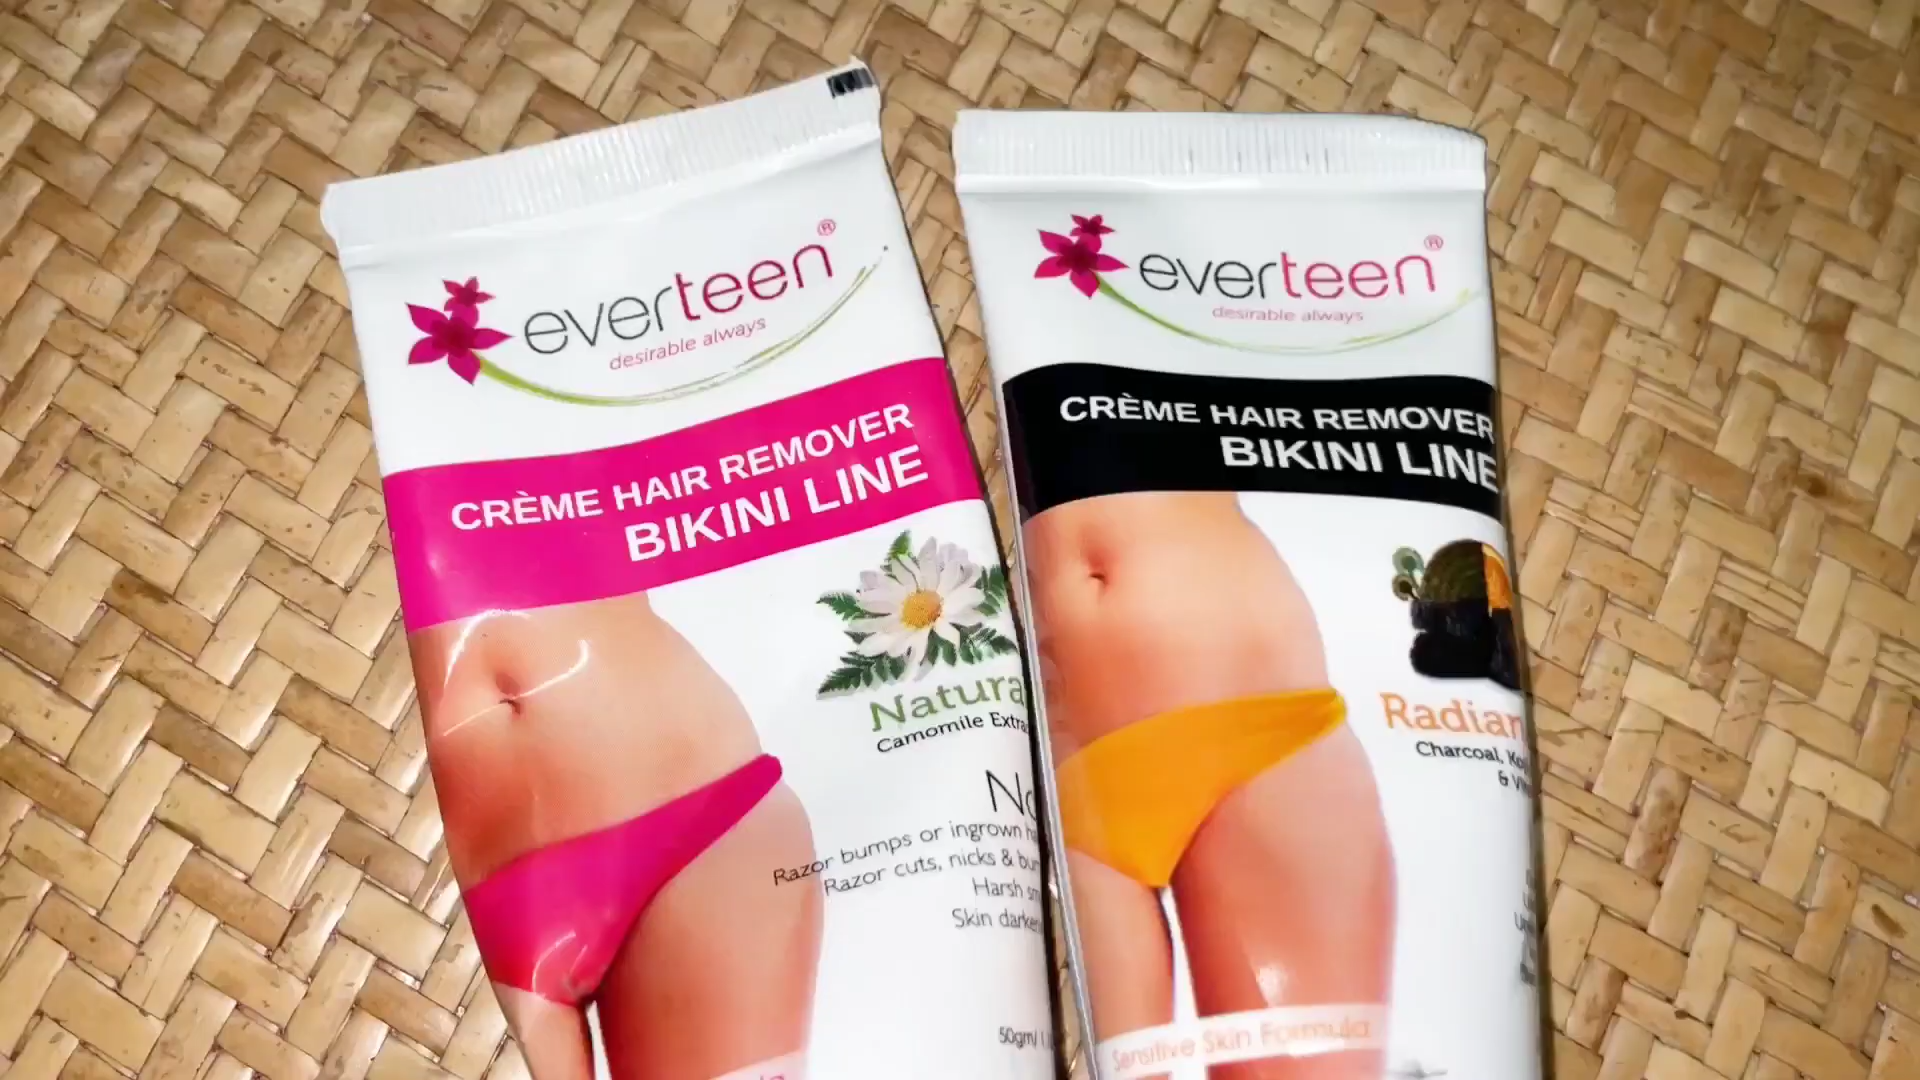 everteen®
desirable always
CRÈME HAIR REMOVER
BIKINI LINE
Camomile
Razor bumps or ingrown
Razor cuts, nicks &
Harsh
Skin
50gm/
everteen®
desirable always
CRÈME HAIR REMOVER
BIKINI LINE
Charcoal,
&
Sensitive Skin Formula